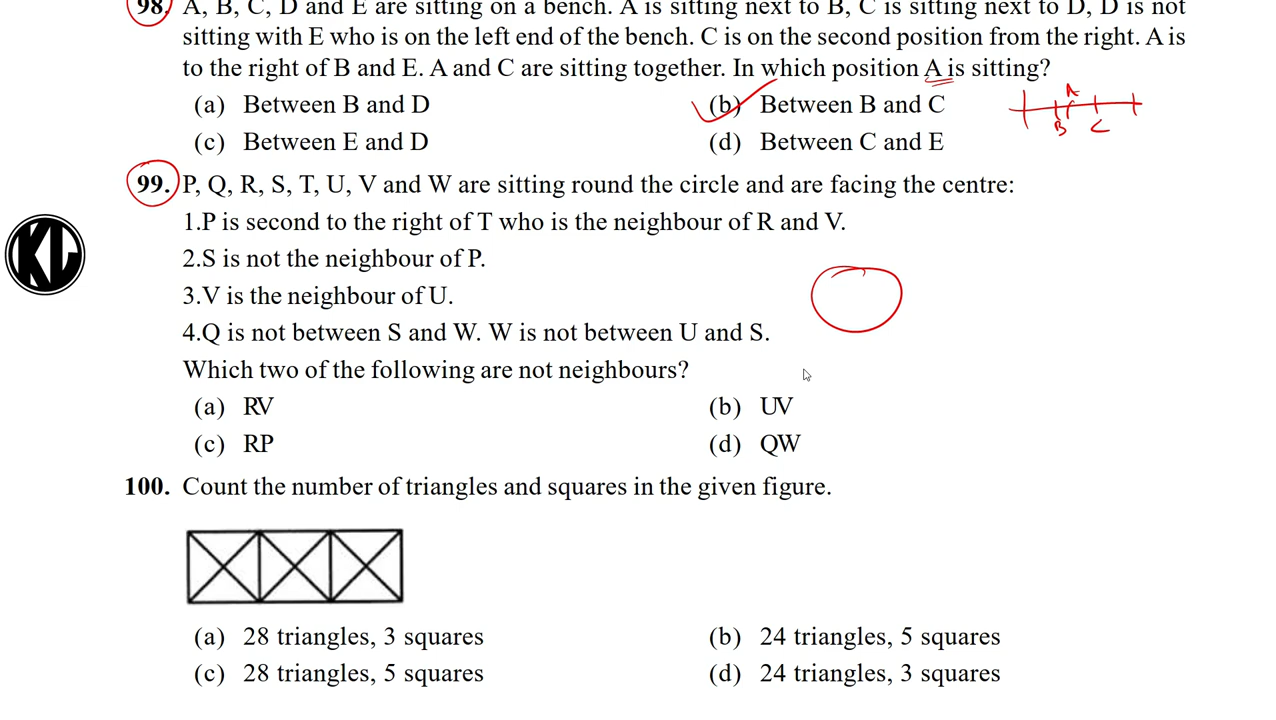 98. A, B, C, D and E are sitting on a bench. A is sitting next to B, C is sitting next to D, D is not
sitting with E who is on the left end of the bench. C is on the second position from the right. A is
to the right of B and E. A and C are sitting together. In which position A is sitting?
(a) Between B and D (b) Between B and C
(c) Between E and D (d) Between C and E
A
B C
99. P, Q, R, S, T, U, V and W are sitting round the circle and are facing the centre:
1.P is second to the right of T who is the neighbour of R and V.
KL
2.S is not the neighbour of P.
3.V is the neighbour of U.
4.Q is not between S and W. W is not between U and S.
Which two of the following are not neighbours?
(a) RV (b) UV
(c) RP (d) QW
100. Count the number of triangles and squares in the given figure.
(a) 28 triangles, 3 squares (b) 24 triangles, 5 squares
(c) 28 triangles, 5 squares (d) 24 triangles, 3 squares